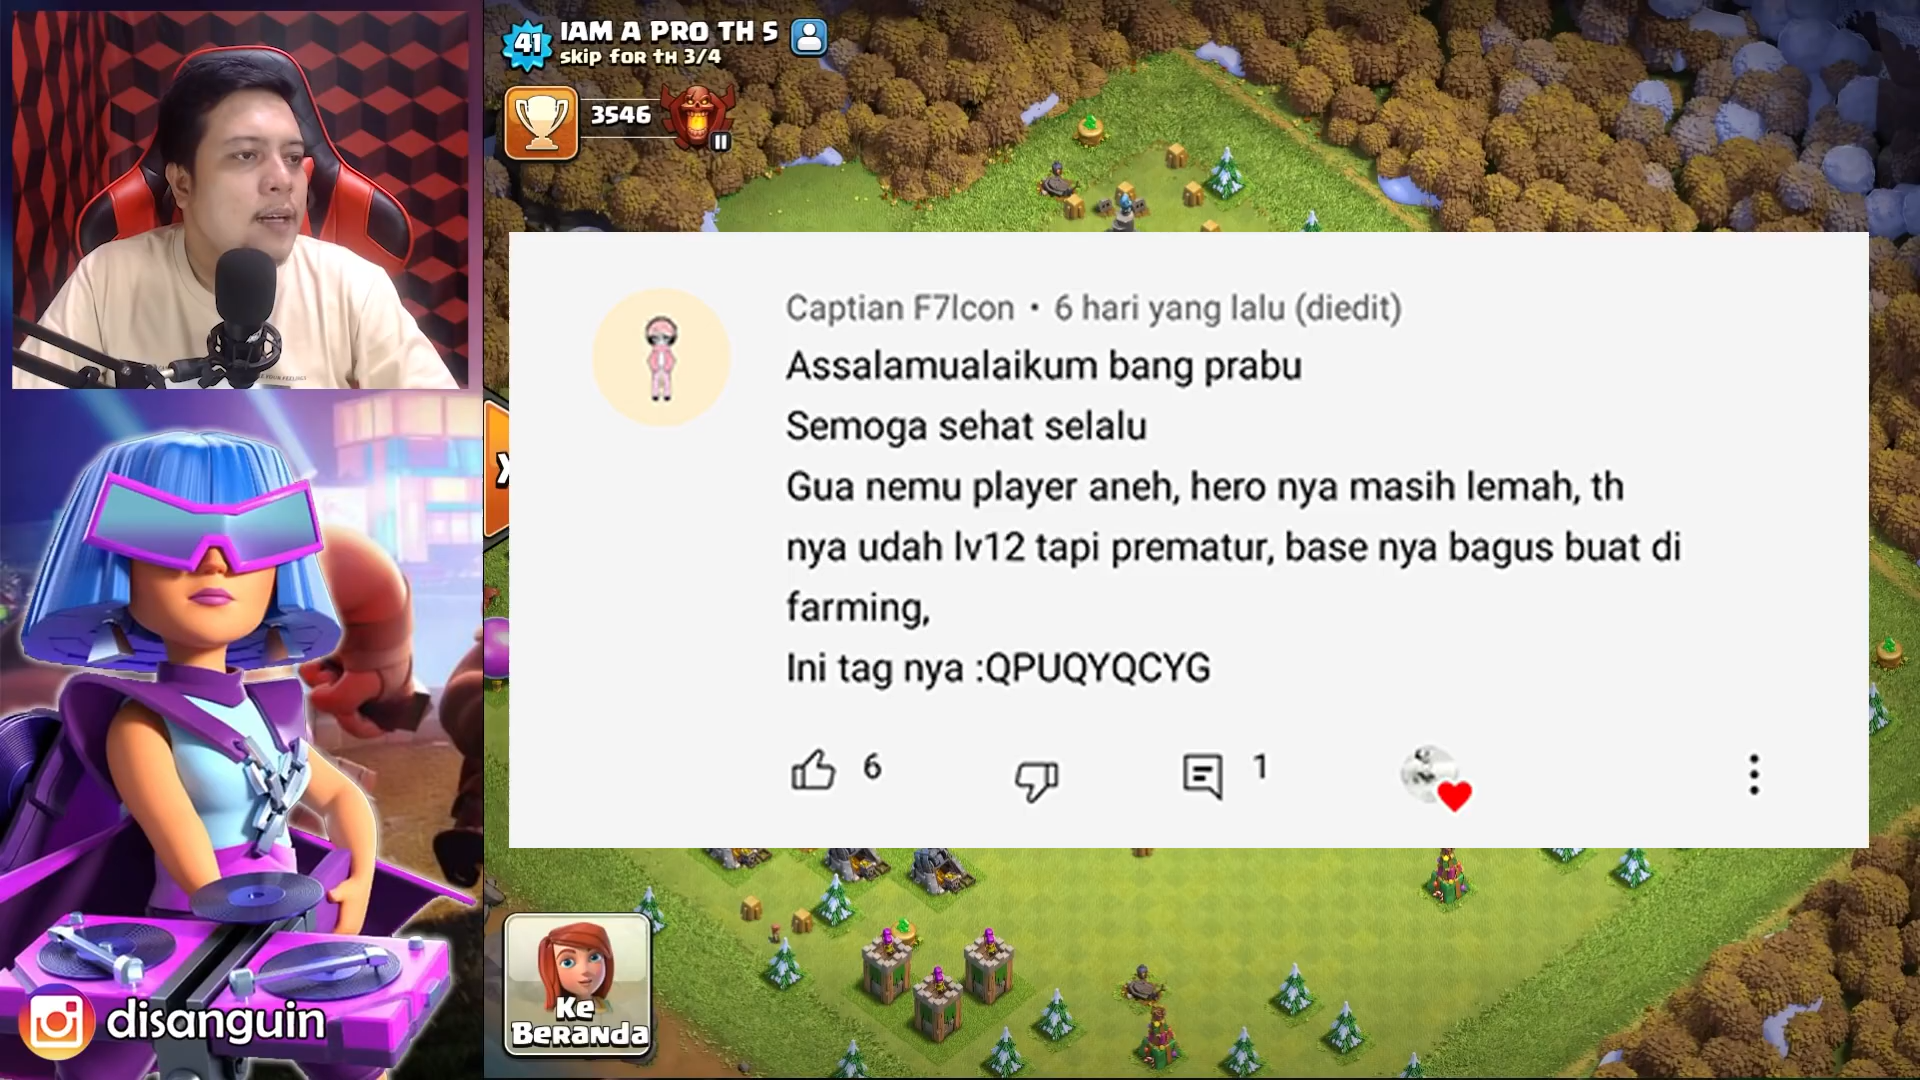 41
IAM A PRO TH 5
skip for th 3/4
3546
Captian F7lcon • 6 hari yang lalu (diedit)
Assalamualaikum bang prabu
Semoga sehat selalu
Gua nemu player aneh, hero nya masih lemah, th
nya udah lv12 tapi prematur, base nya bagus buat di
farming,
Ini tag nya :QPUQYQCYG
6
1
Ke
Beranda
disanguin